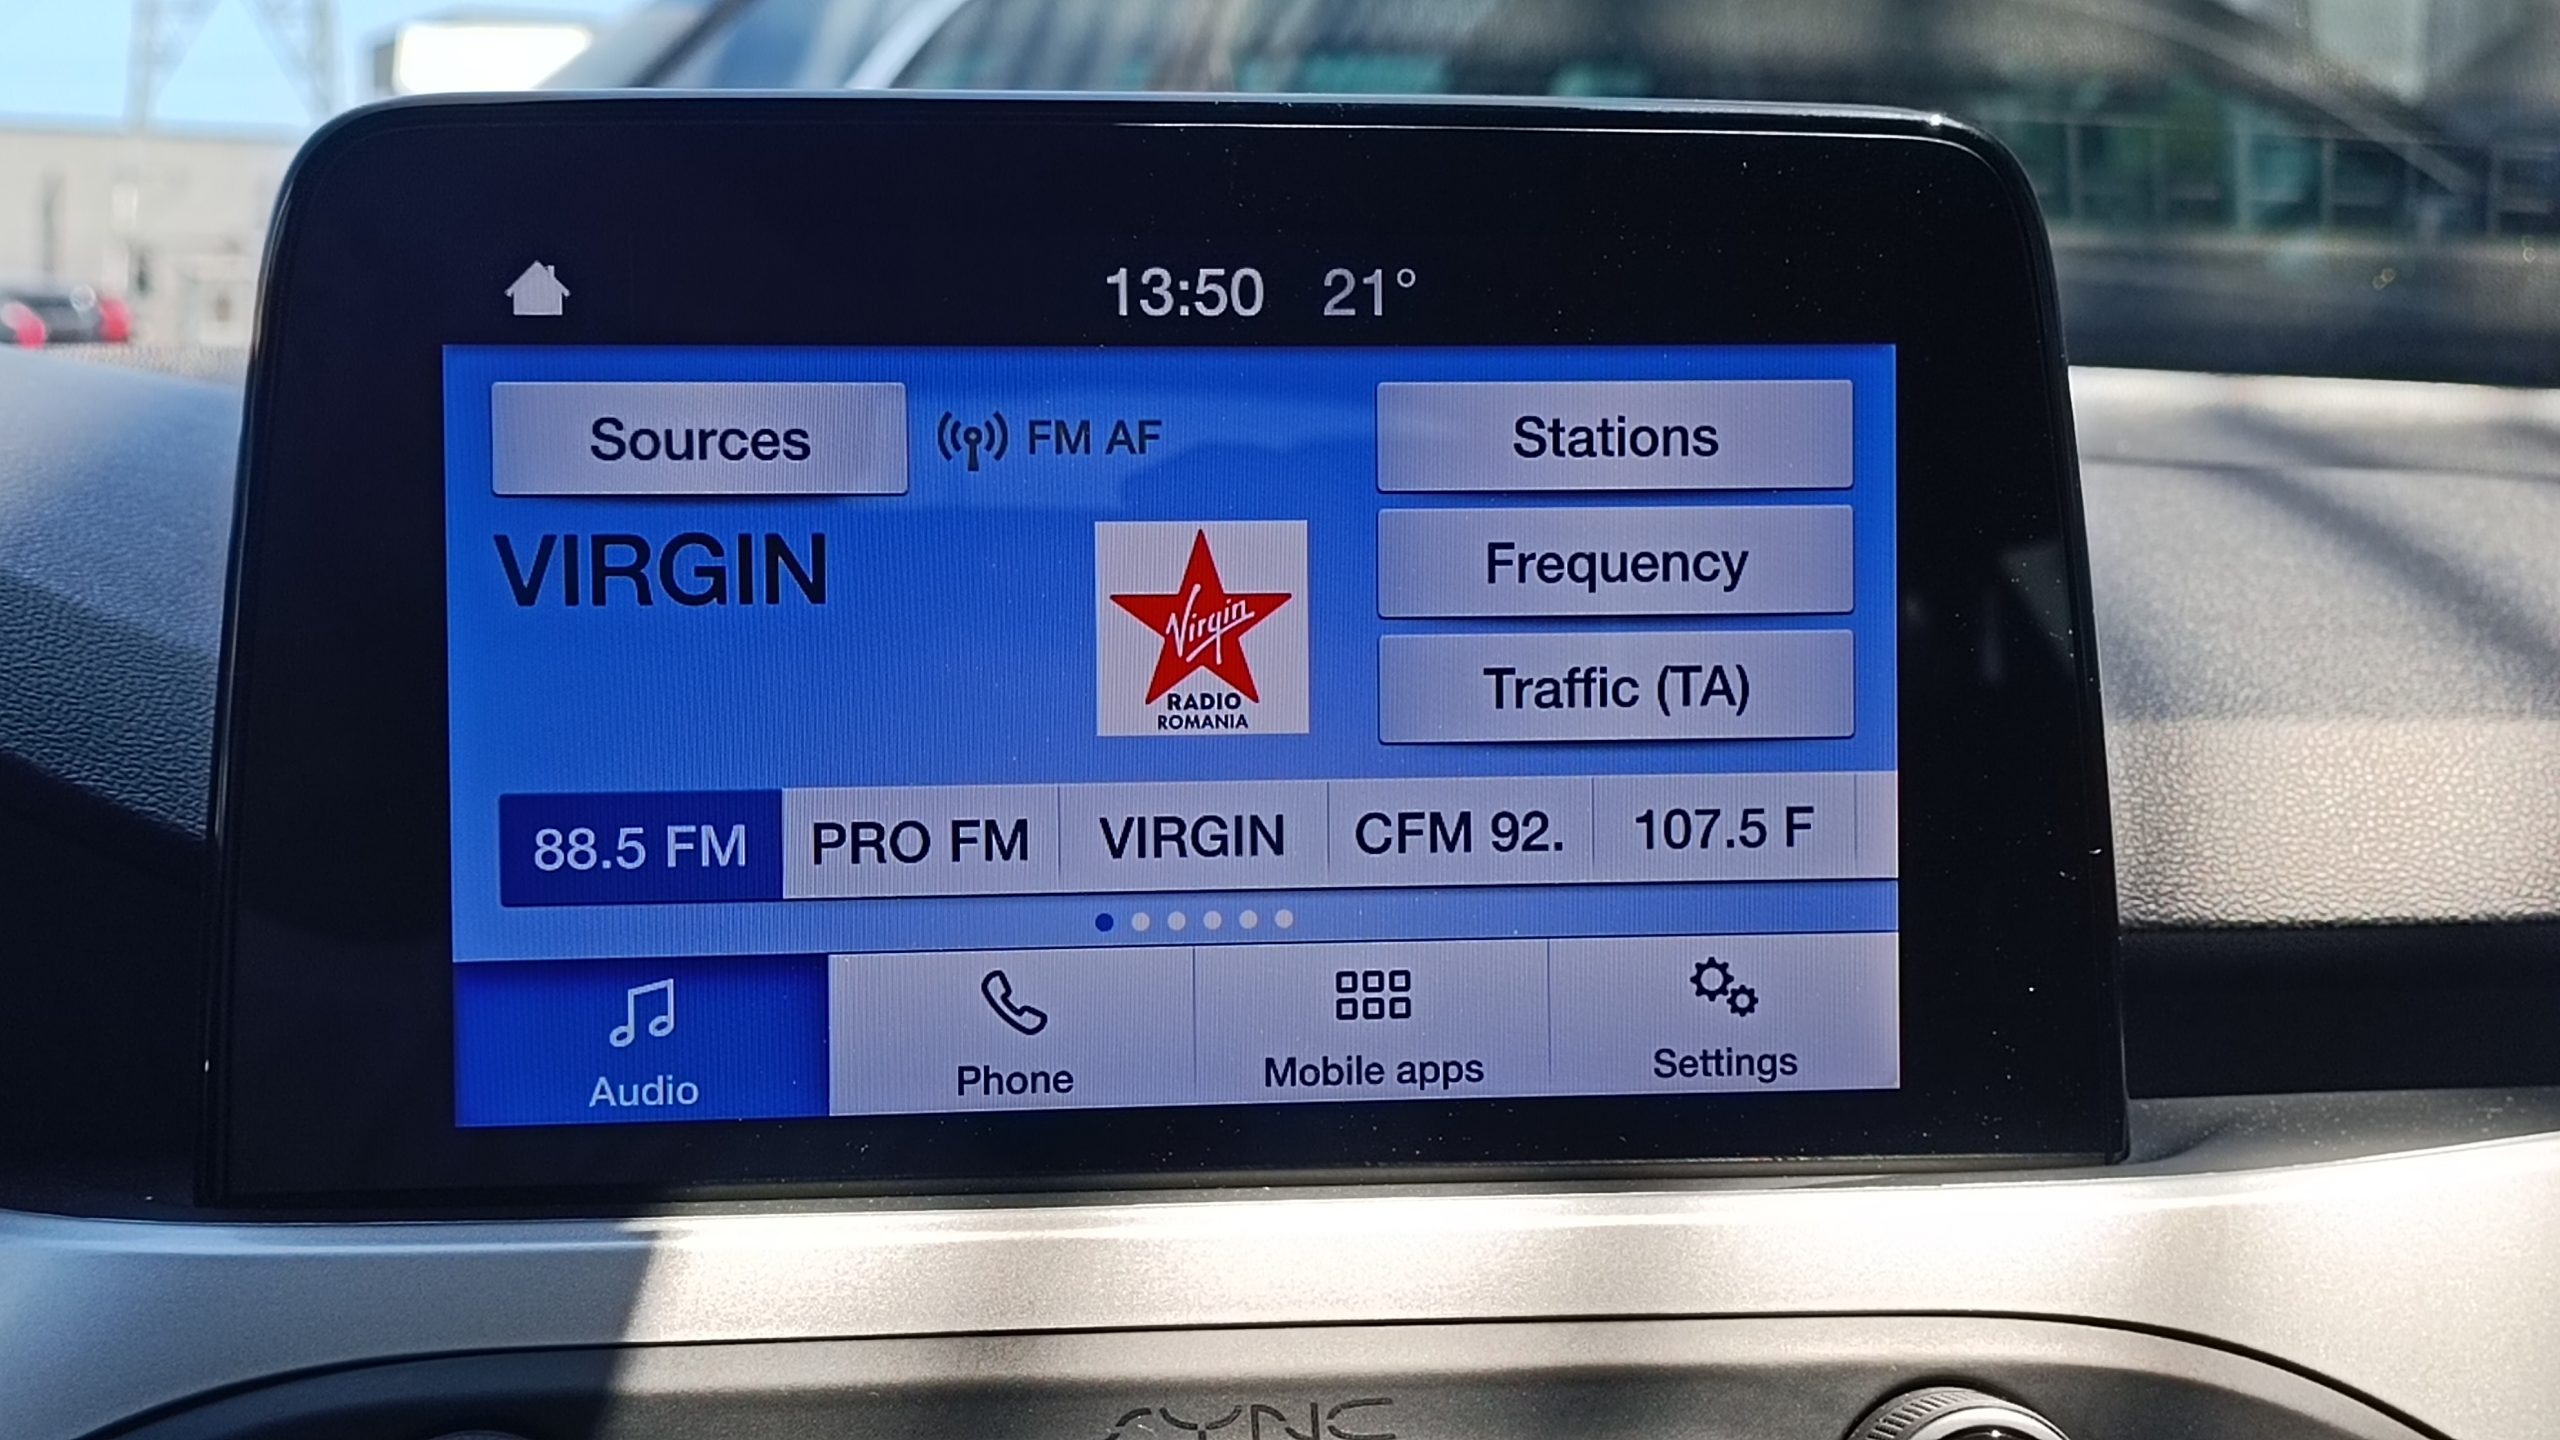 13:50 21°
Sources
FM AF
Stations
VIRGIN
Virgin
RADIO
ROMANIA
Frequency
Traffic (TA)
88.5 FM
PRO FM
VIRGIN
CFM 92.
107.5 F
Audio
Phone
Mobile apps
Settings
SYNC